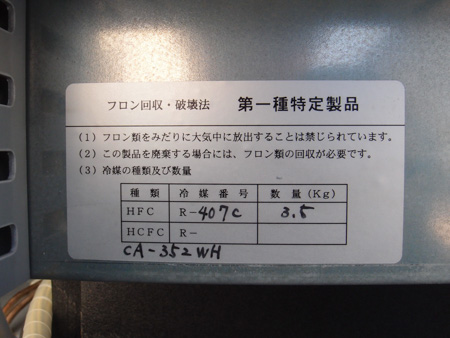 フロン回収・破壊法 第一種特定製品
(1) フロン類をみだりに大気中に放出することは禁じられています。
(2) この製品を廃棄する場合には、フロン類の回収が必要です。
(3) 冷媒の種類及び数量
種類 冷媒番号 数量(Kg)
HFC R-407C 3.5
HCFC R-
CA-352WH